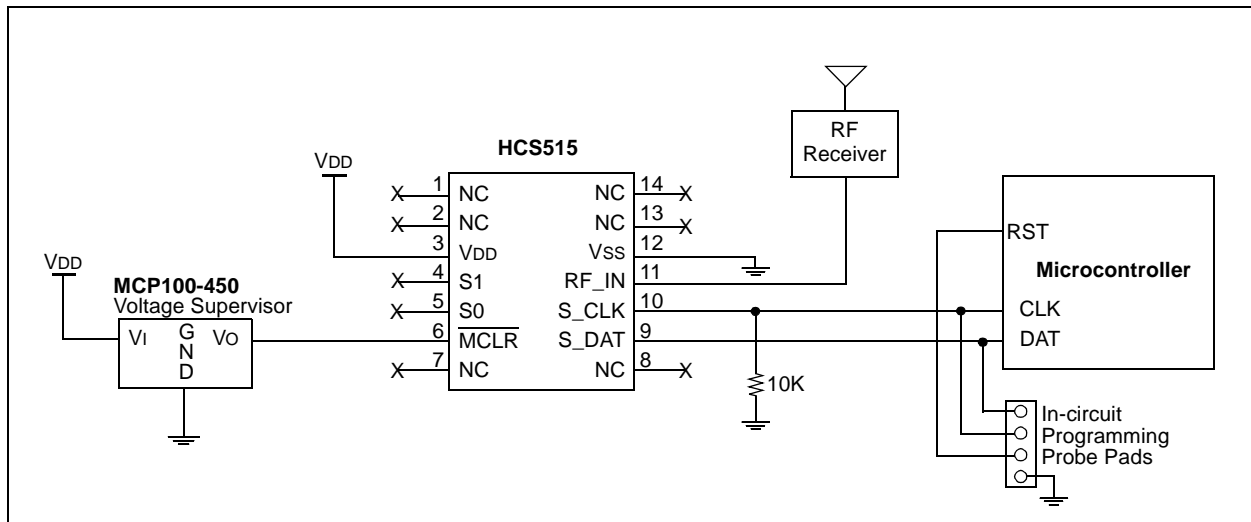 HCS515
VDD
1 NC
2 NC
3 VDD
4 S1
5 S0
6 MCLR
7 NC
NC 14
NC 13
VSS 12
RF_IN 11
S_CLK 10
S_DAT 9
NC 8
X
X
X
X
X
X
X
X
VDD
MCP100-450
Voltage Supervisor
VI
GND
VO
10K
RF
Receiver
RST
Microcontroller
CLK
DAT
In-circuit
Programming
Probe Pads